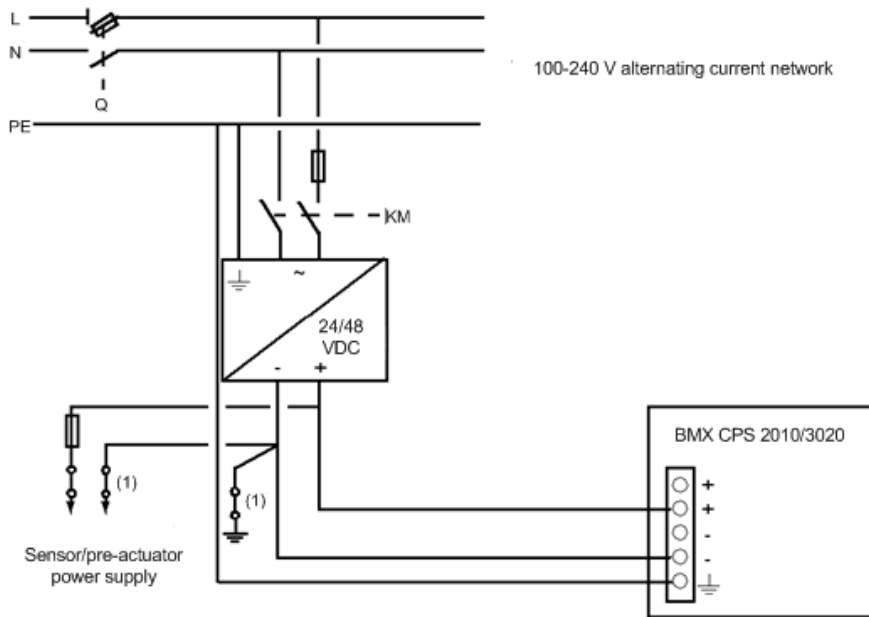 L
N
100-240 V alternating current network
Q
PE
KM
~
24/48
VDC
- +
BMX CPS 2010/3020
+
+
-
-
(1)
(1)
Sensor/pre-actuator
power supply